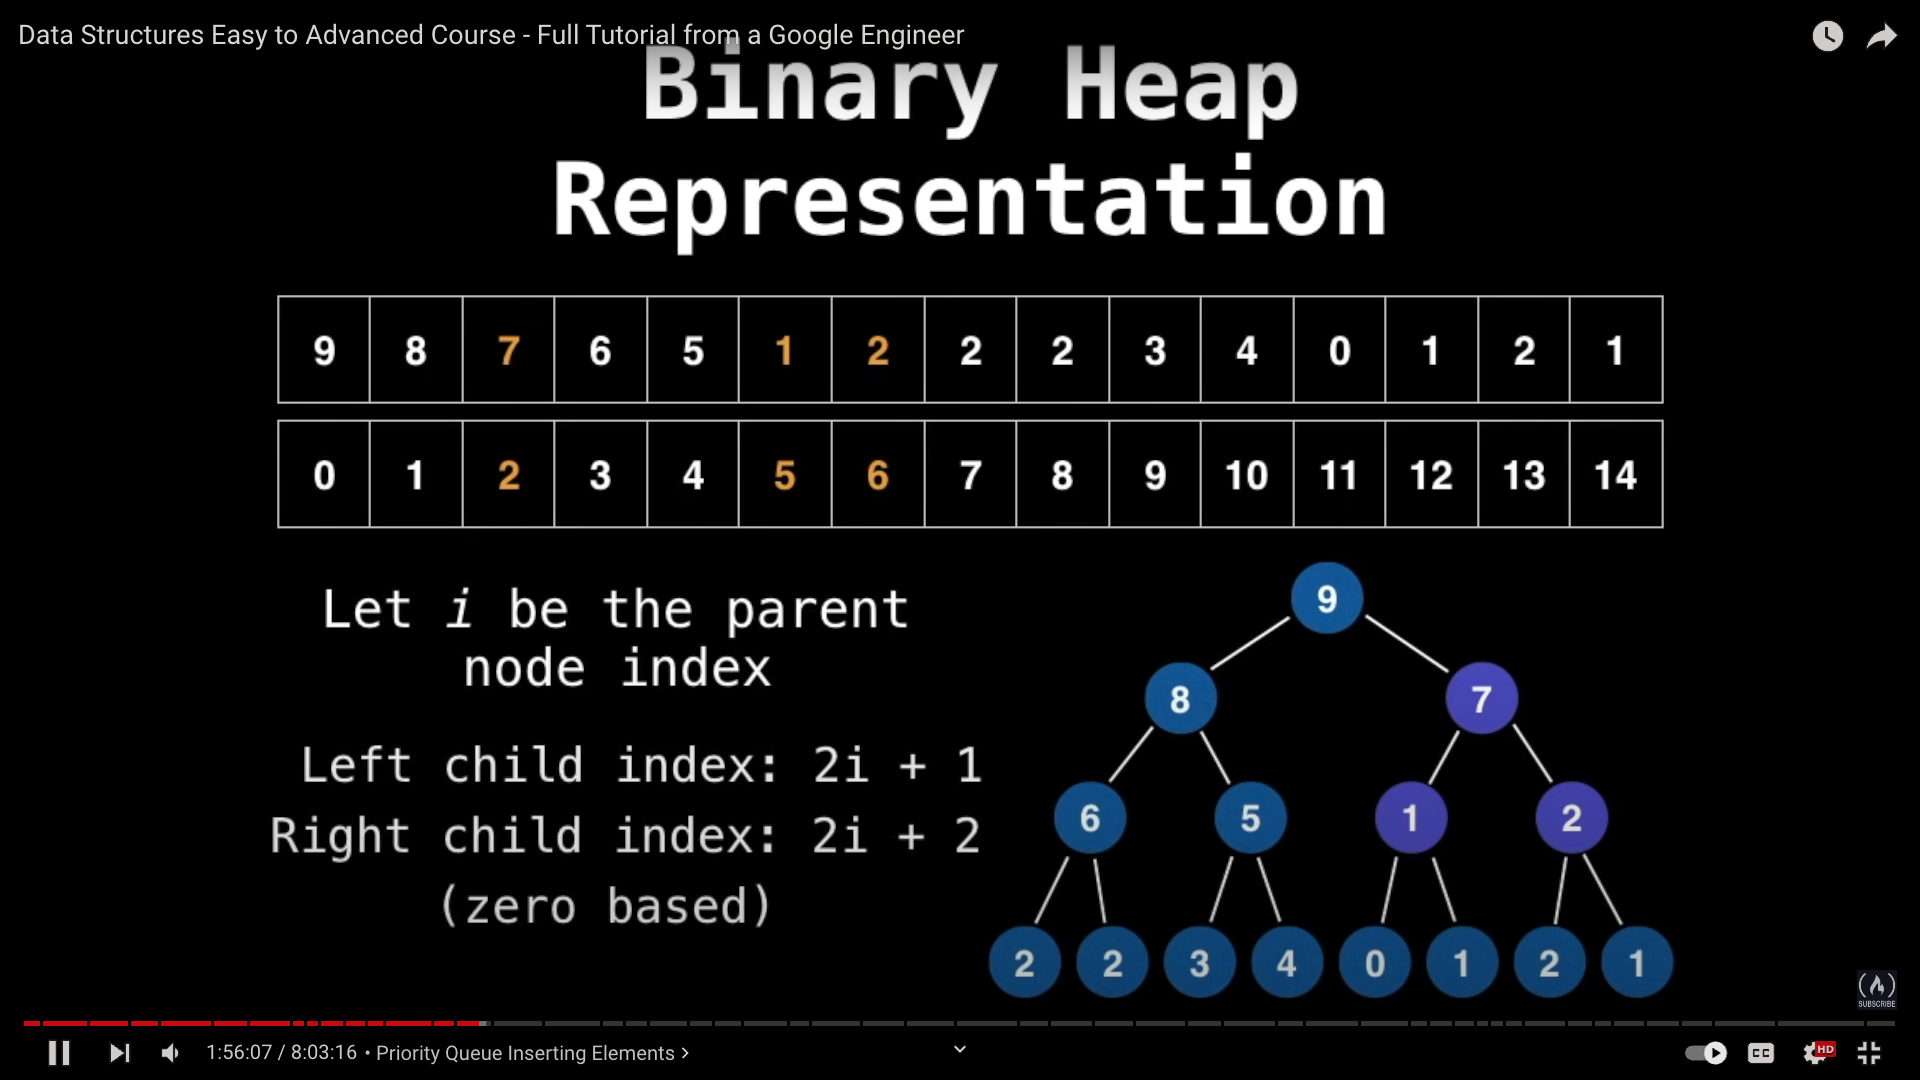 Data Structures Easy to Advanced Course - Full Tutorial from a Google Engineer
Binary Heap
Representation
9 8 7 6 5 1 2 2 2 3 4 0 1 2 1
0 1 2 3 4 5 6 7 8 9 10 11 12 13 14
Let i be the parent
node index
Left child index: 2i + 1
Right child index: 2i + 2
(zero based)
9
8 7
6 5 1 2
2 2 3 4 0 1 2 1
SUBSCRIBE
1:56:07 / 8:03:16 • Priority Queue Inserting Elements
CC
HD